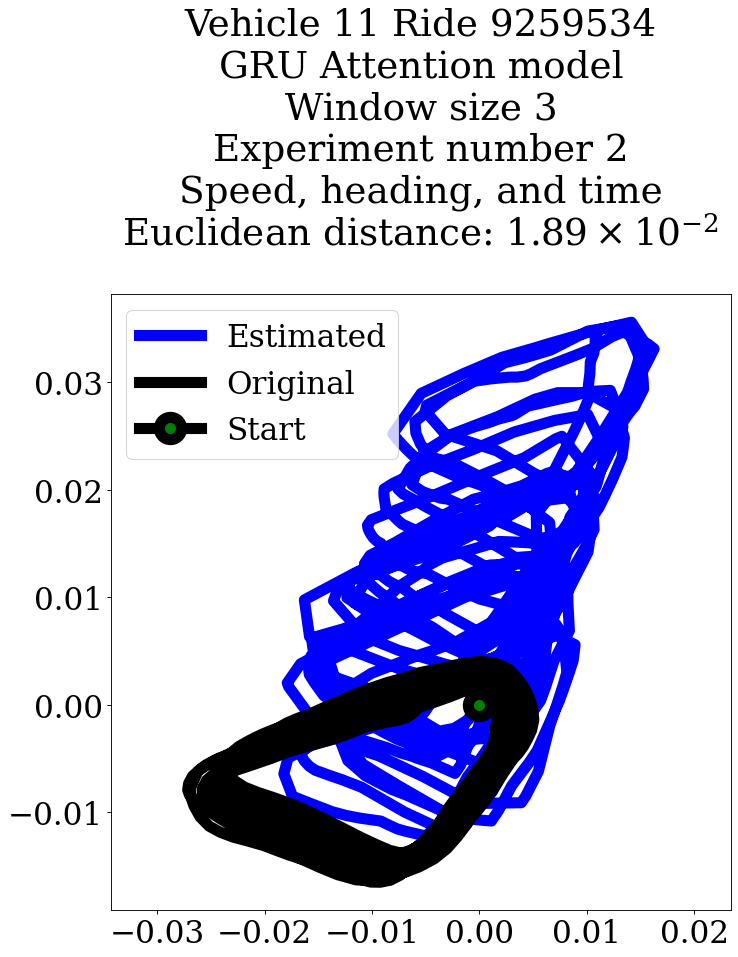 Vehicle 11 Ride 9259534
GRU Attention model
Window size 3
Experiment number 2
Speed, heading, and time
Euclidean distance: 1.89 × 10⁻²
Estimated
Original
Start
0.03
0.02
0.01
0.00
−0.01
−0.03 −0.02 −0.01 0.00 0.01 0.02